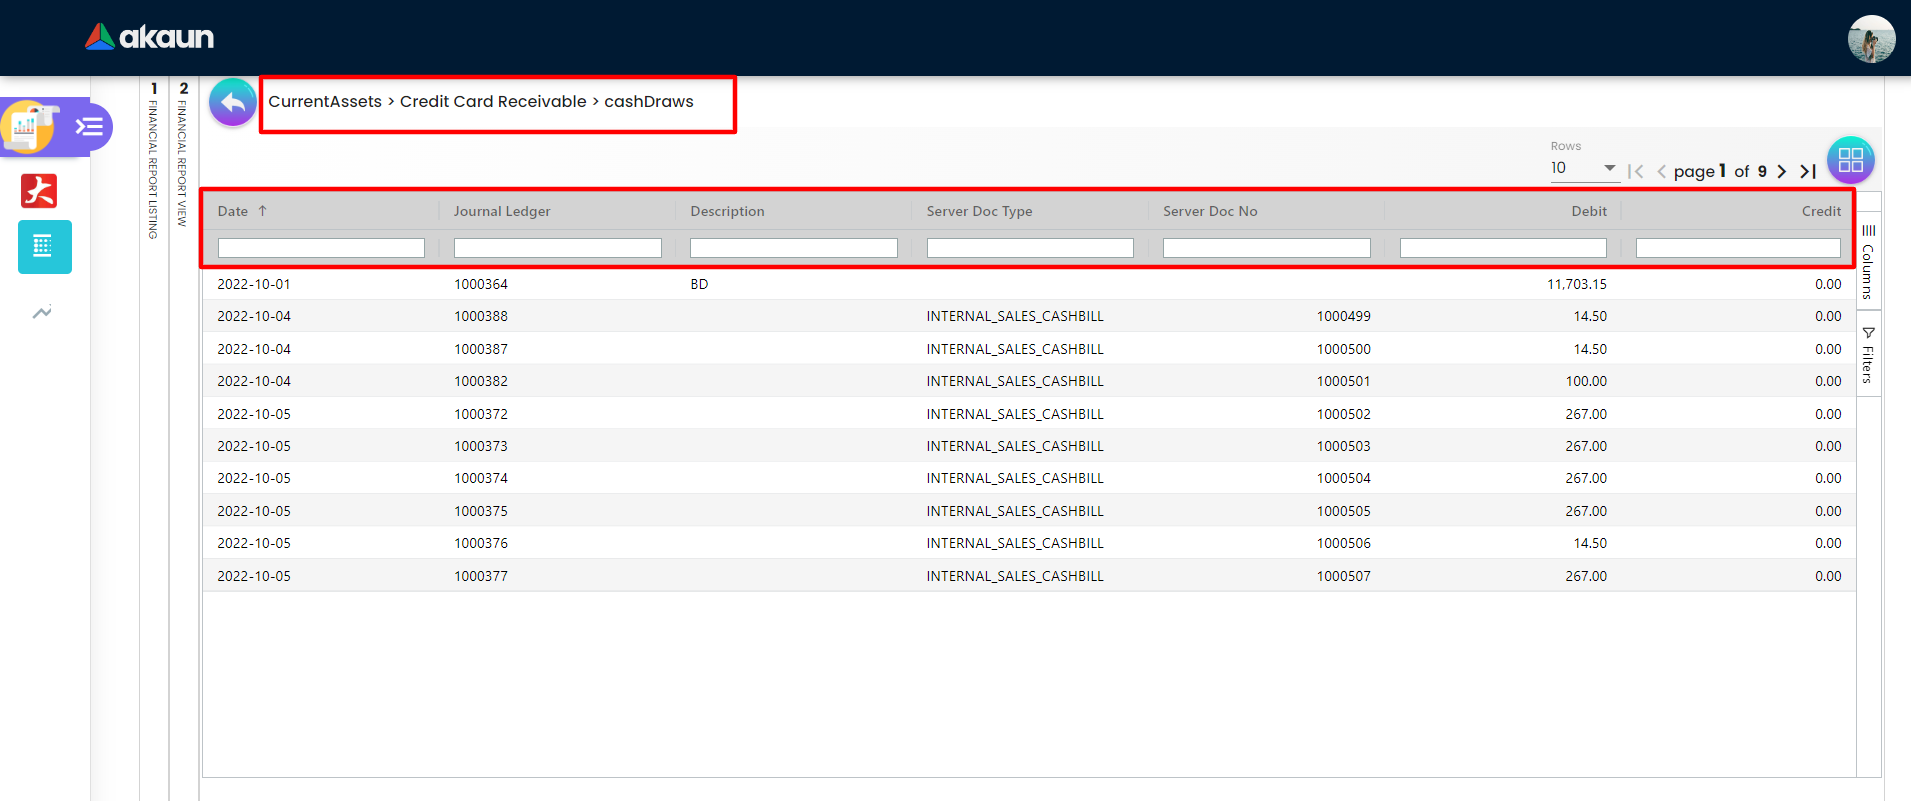 akaun
1 FINANCIAL REPORT LISTING
2 FINANCIAL REPORT VIEW
CurrentAssets > Credit Card Receivable > cashDraws
Rows
10
page 1 of 9
Date ↑ Journal Ledger Description Server Doc Type Server Doc No Debit Credit
2022-10-01 1000364 BD 11,703.15 0.00
2022-10-04 1000388 INTERNAL_SALES_CASHBILL 1000499 14.50 0.00
2022-10-04 1000387 INTERNAL_SALES_CASHBILL 1000500 14.50 0.00
2022-10-04 1000382 INTERNAL_SALES_CASHBILL 1000501 100.00 0.00
2022-10-05 1000372 INTERNAL_SALES_CASHBILL 1000502 267.00 0.00
2022-10-05 1000373 INTERNAL_SALES_CASHBILL 1000503 267.00 0.00
2022-10-05 1000374 INTERNAL_SALES_CASHBILL 1000504 267.00 0.00
2022-10-05 1000375 INTERNAL_SALES_CASHBILL 1000505 267.00 0.00
2022-10-05 1000376 INTERNAL_SALES_CASHBILL 1000506 14.50 0.00
2022-10-05 1000377 INTERNAL_SALES_CASHBILL 1000507 267.00 0.00
Columns
Filters